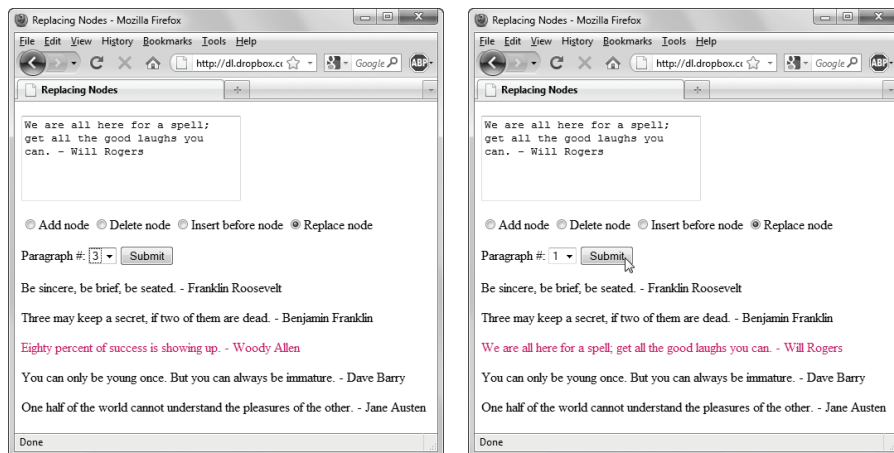 Replacing Nodes - Mozilla Firefox
File Edit View History Bookmarks Tools Help
http://dl.dropbox.cc
Google
ABP
Replacing Nodes
We are all here for a spell;
get all the good laughs you
can. - Will Rogers
Add node Delete node Insert before node Replace node
Paragraph #: 3 Submit
Be sincere, be brief, be seated. - Franklin Roosevelt
Three may keep a secret, if two of them are dead. - Benjamin Franklin
Eighty percent of success is showing up. - Woody Allen
You can only be young once. But you can always be immature. - Dave Barry
One half of the world cannot understand the pleasures of the other. - Jane Austen
Done
Replacing Nodes - Mozilla Firefox
File Edit View History Bookmarks Tools Help
http://dl.dropbox.cc
Google
ABP
Replacing Nodes
We are all here for a spell;
get all the good laughs you
can. - Will Rogers
Add node Delete node Insert before node Replace node
Paragraph #: 1 Submit
Be sincere, be brief, be seated. - Franklin Roosevelt
Three may keep a secret, if two of them are dead. - Benjamin Franklin
We are all here for a spell; get all the good laughs you can. - Will Rogers
You can only be young once. But you can always be immature. - Dave Barry
One half of the world cannot understand the pleasures of the other. - Jane Austen
Done